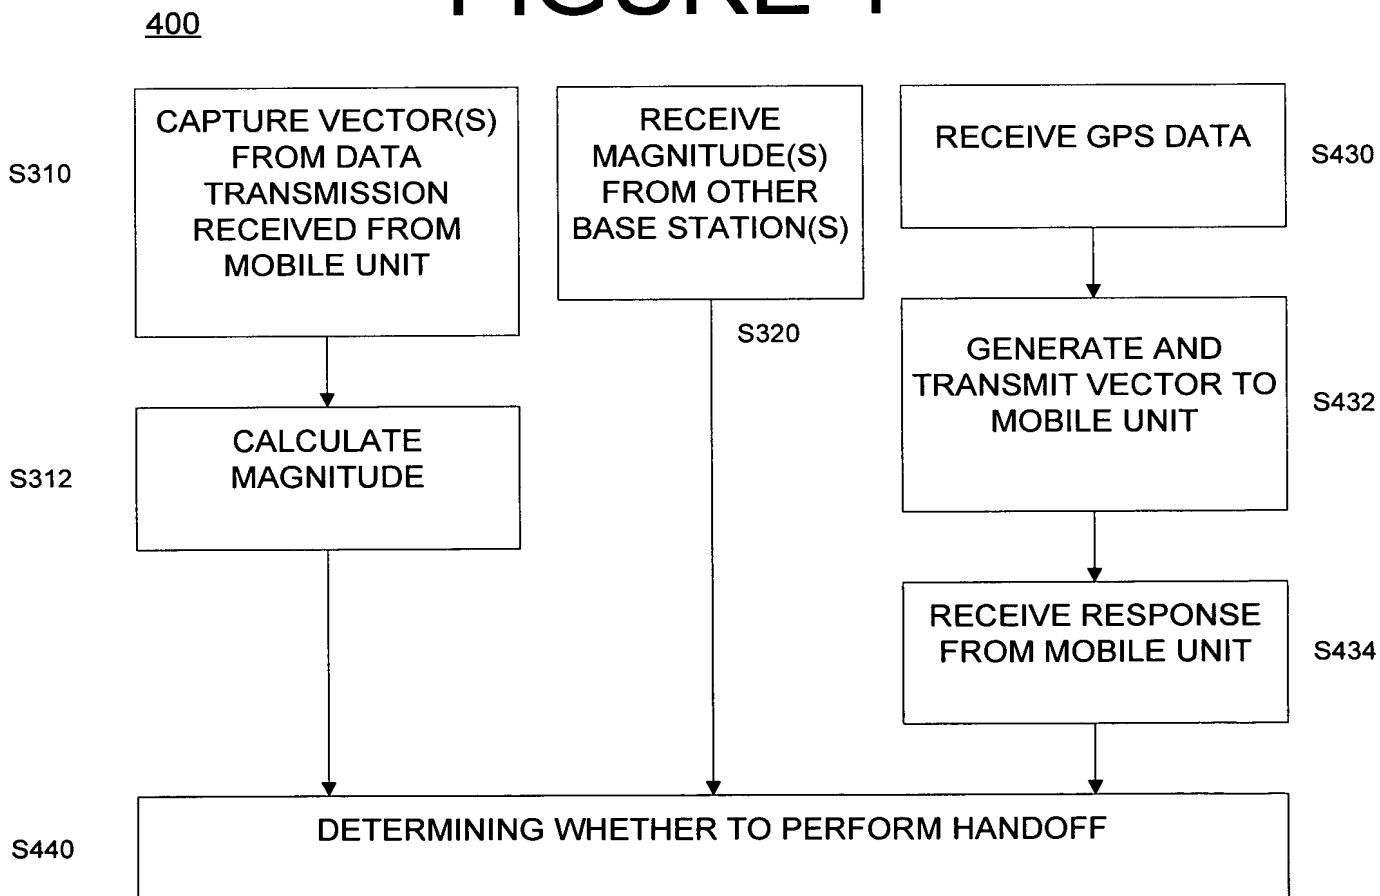 FIGURE 4
400
CAPTURE VECTOR(S)
FROM DATA
TRANSMISSION
RECEIVED FROM
MOBILE UNIT
S310
CALCULATE
MAGNITUDE
S312
RECEIVE
MAGNITUDE(S)
FROM OTHER
BASE STATION(S)
S320
RECEIVE GPS DATA
S430
GENERATE AND
TRANSMIT VECTOR TO
MOBILE UNIT
S432
RECEIVE RESPONSE
FROM MOBILE UNIT
S434
DETERMINING WHETHER TO PERFORM HANDOFF
S440